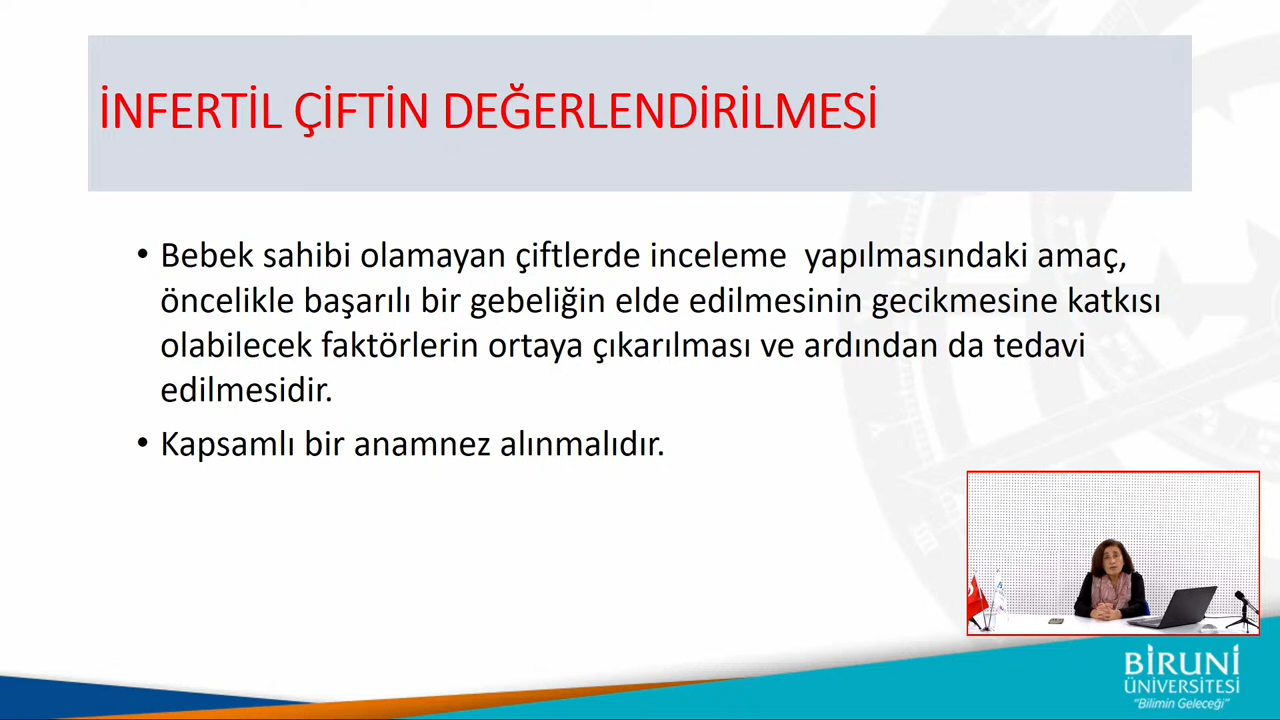 İNFERTİL ÇİFTİN DEĞERLENDİRİLMESİ
• Bebek sahibi olamayan çiftlerde inceleme  yapılmasındaki amaç,
öncelikle başarılı bir gebeliğin elde edilmesinin gecikmesine katkısı
olabilecek faktörlerin ortaya çıkarılması ve ardından da tedavi
edilmesidir.
• Kapsamlı bir anamnez alınmalıdır.
BİRUNİ
ÜNİVERSİTESİ
"Bilimin Geleceği"